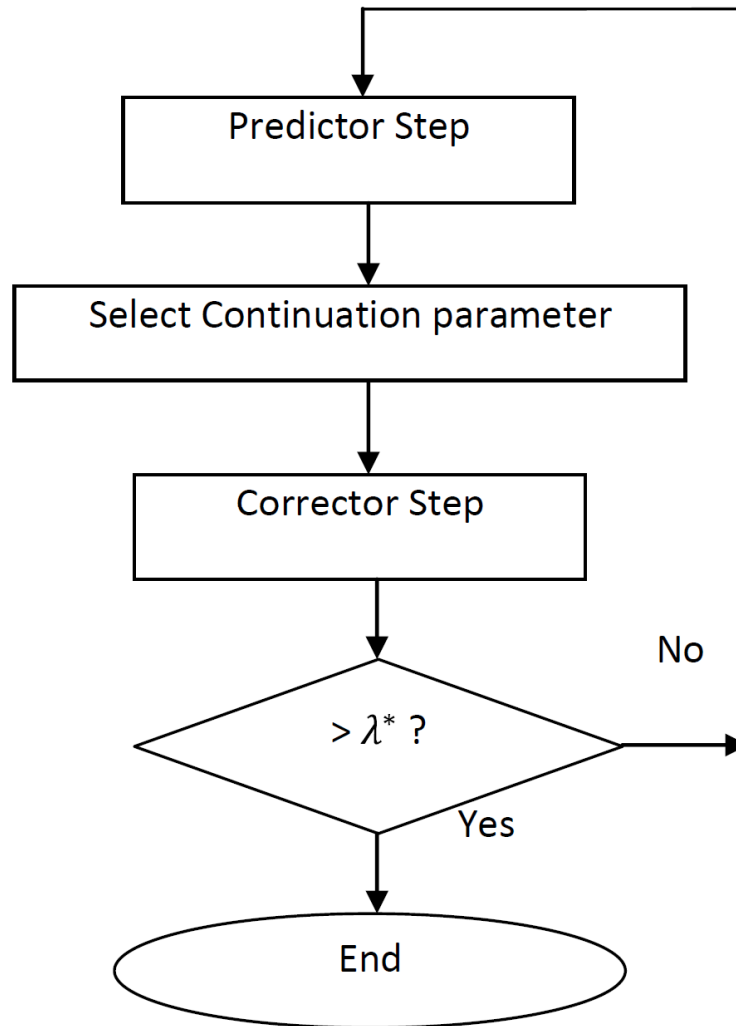 Predictor Step
Select Continuation parameter
Corrector Step
No
> λ* ?
Yes
End